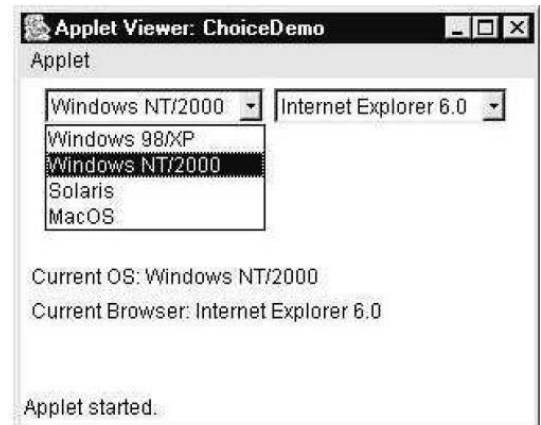 Applet Viewer: ChoiceDemo
Applet
Windows NT/2000 Internet Explorer 6.0
Windows 98/XP
Windows NT/2000
Solaris
MacOS
Current OS: Windows NT/2000
Current Browser: Internet Explorer 6.0
Applet started.